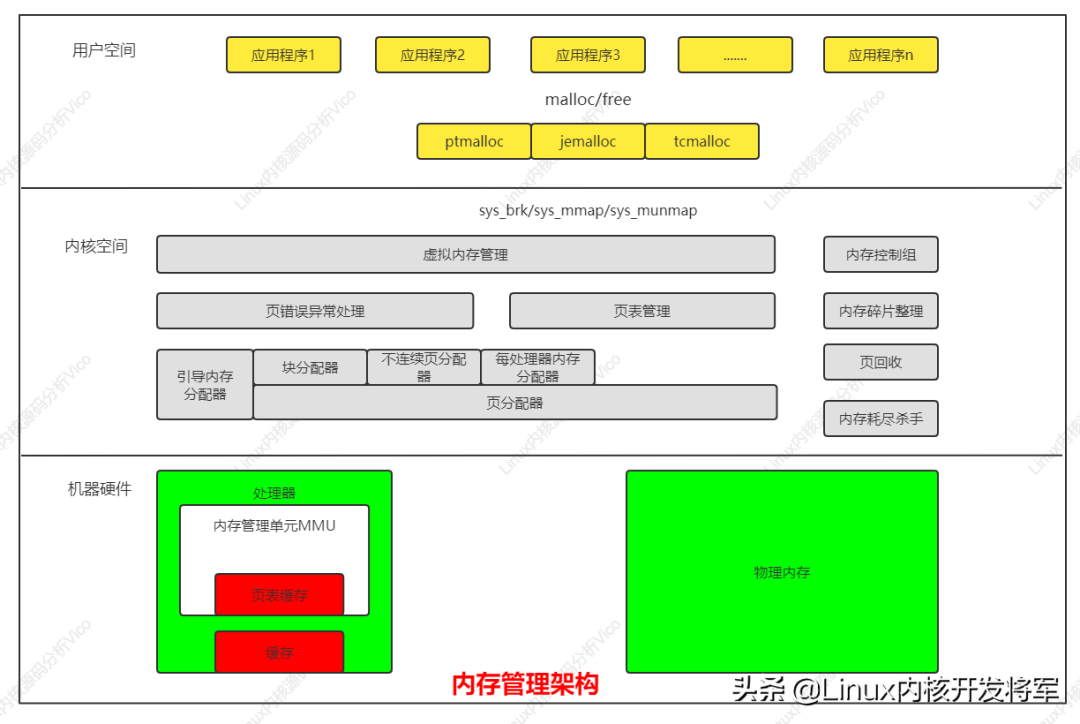 用户空间
应用程序1
应用程序2
应用程序3
.......
应用程序n
malloc/free
ptmalloc
jemalloc
tcmalloc
sys_brk/sys_mmap/sys_munmap
内核空间
虚拟内存管理
内存控制组
页错误异常处理
页表管理
内存碎片整理
引导内存
分配器
块分配器
不连续页分配
器
每处理器内存
分配器
页分配器
页回收
内存耗尽杀手
机器硬件
处理器
内存管理单元MMU
页表缓存
缓存
物理内存
内存管理架构
头条 @Linux内核开发将军
Linux内核源码分析Vico